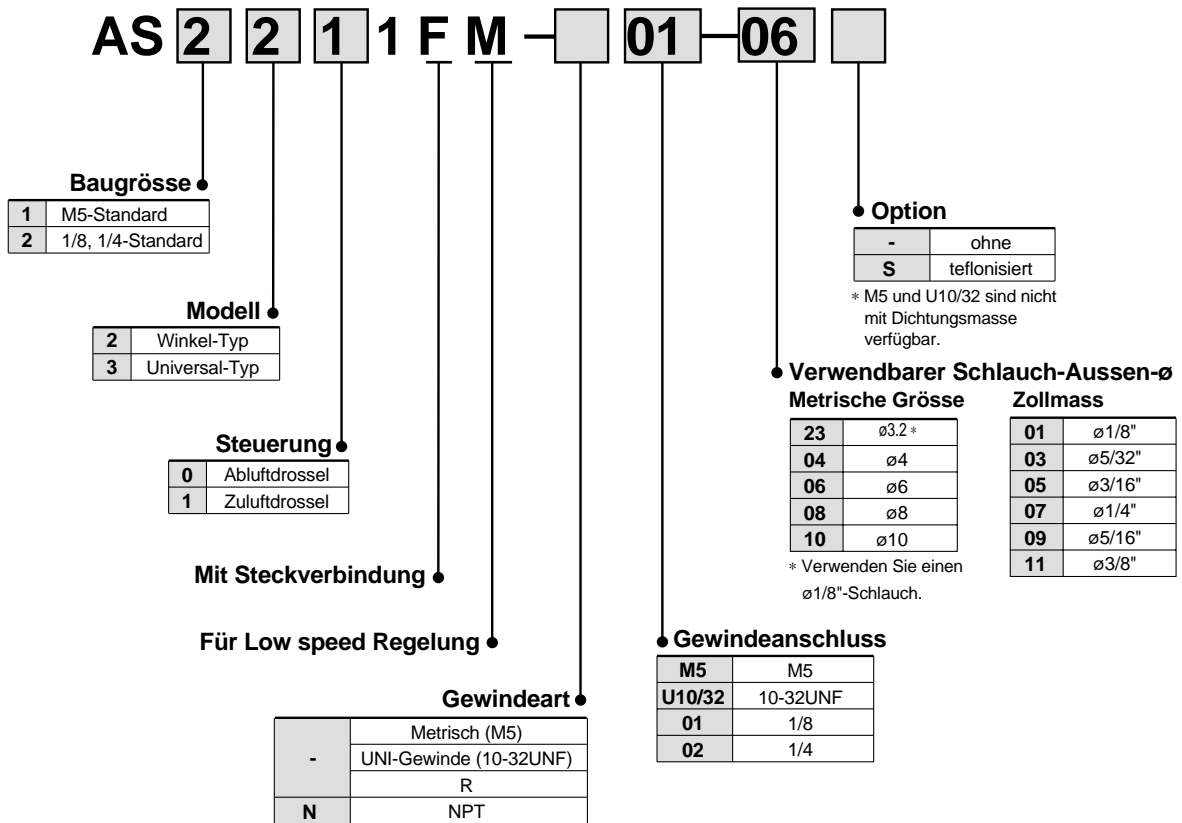 AS 2 2 1 1 F M – 01 – 06
Baugrösse
1 M5-Standard
2 1/8, 1/4-Standard
Modell
2 Winkel-Typ
3 Universal-Typ
Steuerung
0 Abluftdrossel
1 Zuluftdrossel
Mit Steckverbindung
Für Low speed Regelung
Gewindeart
- Metrisch (M5)
UNI-Gewinde (10-32UNF)
R
N NPT
Gewindeanschluss
M5 M5
U10/32 10-32UNF
01 1/8
02 1/4
Verwendbarer Schlauch-Aussen-ø
Metrische Grösse
23 ø3.2 *
04 ø4
06 ø6
08 ø8
10 ø10
* Verwenden Sie einen
ø1/8"-Schlauch.
Zollmass
01 ø1/8"
03 ø5/32"
05 ø3/16"
07 ø1/4"
09 ø5/16"
11 ø3/8"
Option
- ohne
S teflonisiert
* M5 und U10/32 sind nicht
mit Dichtungsmasse
verfügbar.